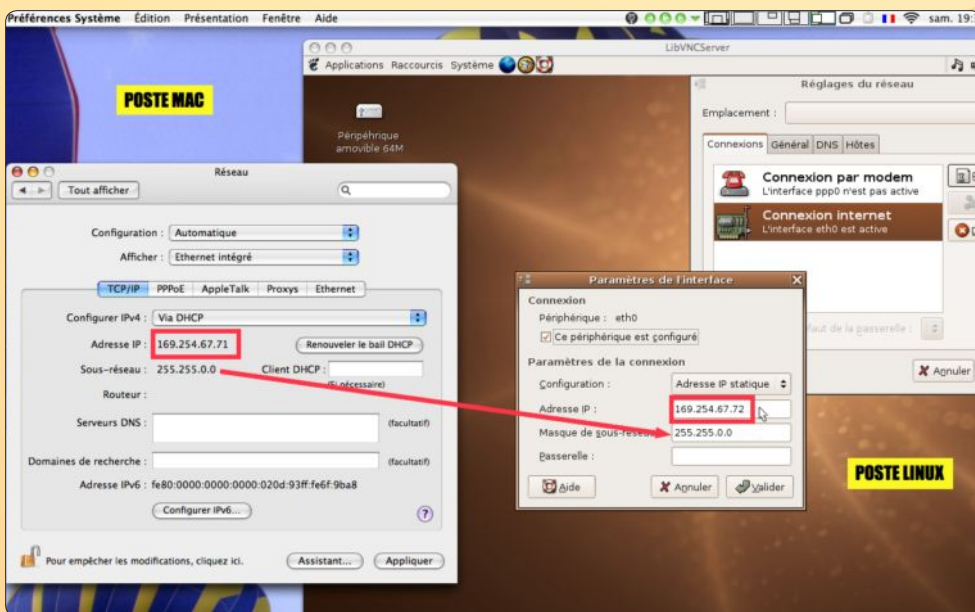 Préférences Système Édition Présentation Fenêtre Aide
sam. 19:
LibVNCServer
Applications Raccourcis Système
POSTE MAC
Périphérique
amovible 64M
Réglages du réseau
Emplacement :
Connexions Général DNS Hôtes
Connexion par modem
L'interface ppp0 n'est pas active
Connexion internet
L'interface eth0 est active
faut de la passerelle :
Annuler
Réseau
Tout afficher
Configuration : Automatique
Afficher : Ethernet intégré
TCP/IP PPPoE AppleTalk Proxys Ethernet
Configurer IPv4 : Via DHCP
Adresse IP : 169.254.67.71 Renouveler le bail DHCP
Sous-réseau : 255.255.0.0 Client DHCP :
(Si nécessaire)
Routeur :
Serveurs DNS : (facultatif)
Domaines de recherche : (facultatif)
Adresse IPv6 : fe80:0000:0000:0000:020d:93ff:fe6f:9ba8
Configurer IPv6... ?
Pour empêcher les modifications, cliquez ici. Assistant... Appliquer
Paramètres de l'interface
Connexion
Périphérique : eth0
Ce périphérique est configuré
Paramètres de la connexion
Configuration : Adresse IP statique
Adresse IP : 169.254.67.72
Masque de sous-réseau 255.255.0.0
Passerelle :
Aide Annuler Valider
POSTE LINUX